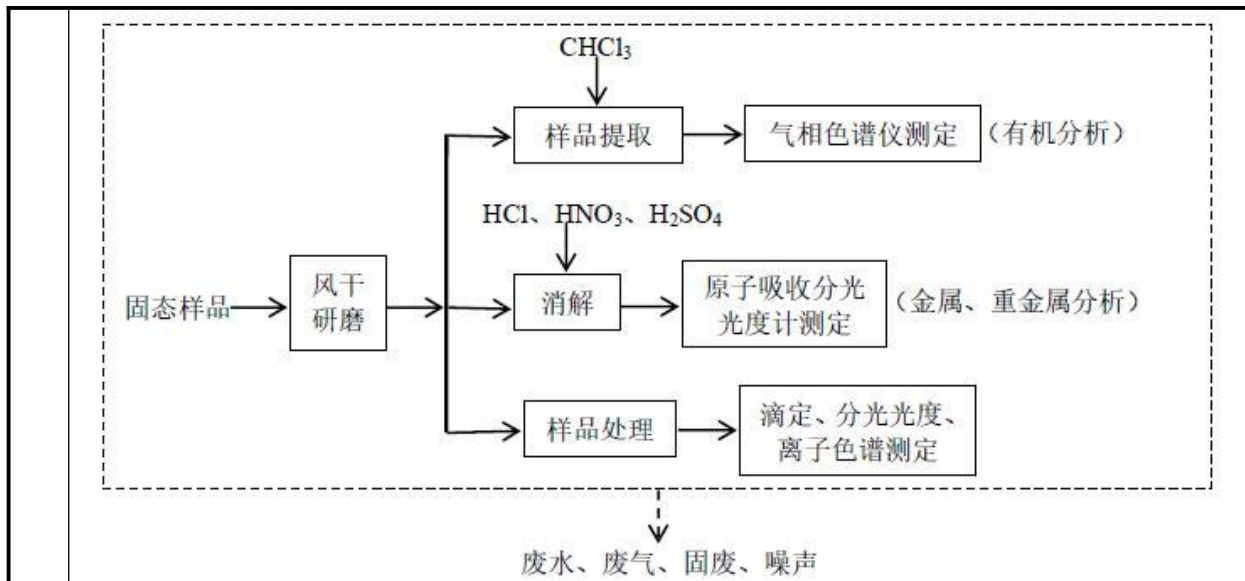 CHCl₃
样品提取
气相色谱仪测定
（有机分析）
HCl、HNO₃、H₂SO₄
固态样品
风干
研磨
消解
原子吸收分光
光度计测定
（金属、重金属分析）
样品处理
滴定、分光光度、
离子色谱测定
废水、废气、固废、噪声